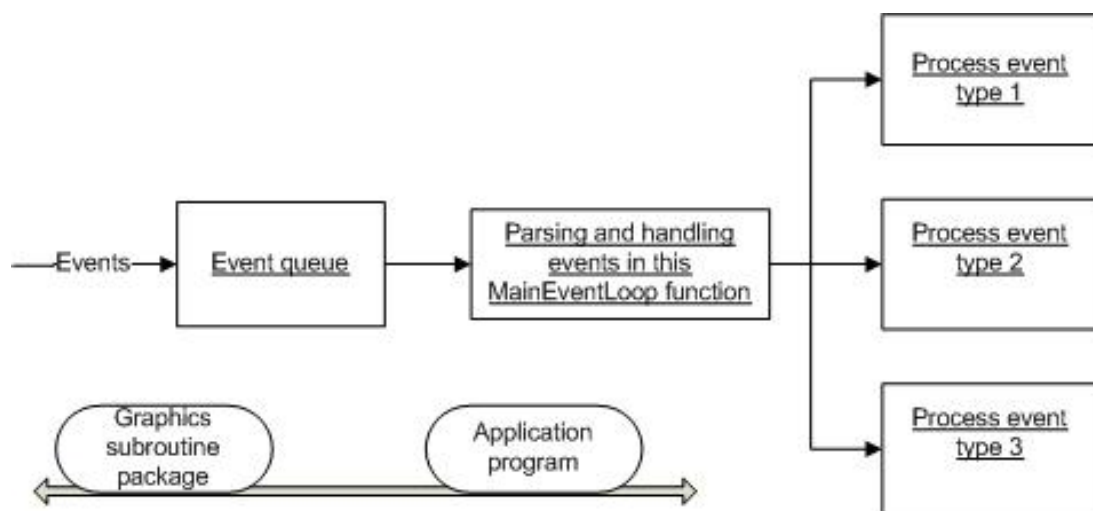 Process event
type 1
Events
Event queue
Parsing and handling
events in this
MainEventLoop function
Process event
type 2
Graphics
subroutine
package
Application
program
Process event
type 3